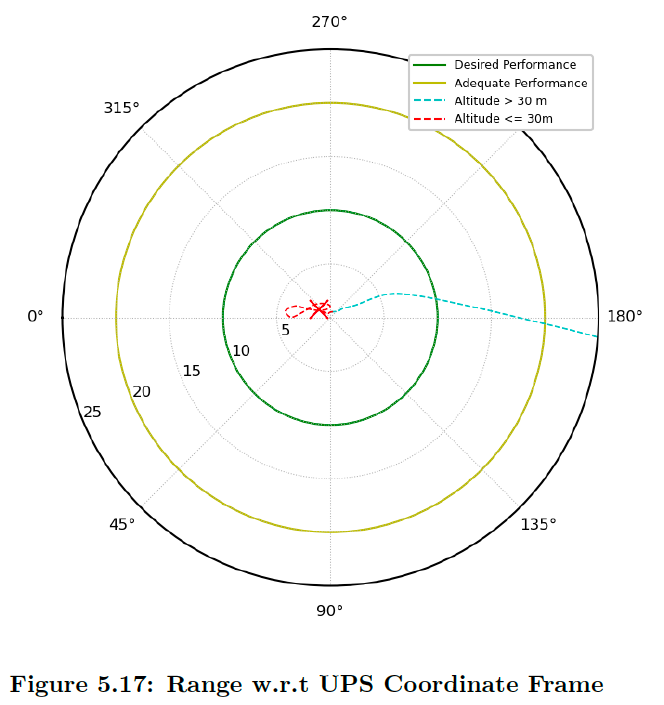 270°
Desired Performance
Adequate Performance
Altitude > 30 m
Altitude <= 30m
315°
0°
180°
5
10
15
20
25
45°
135°
90°
Figure 5.17: Range w.r.t UPS Coordinate Frame